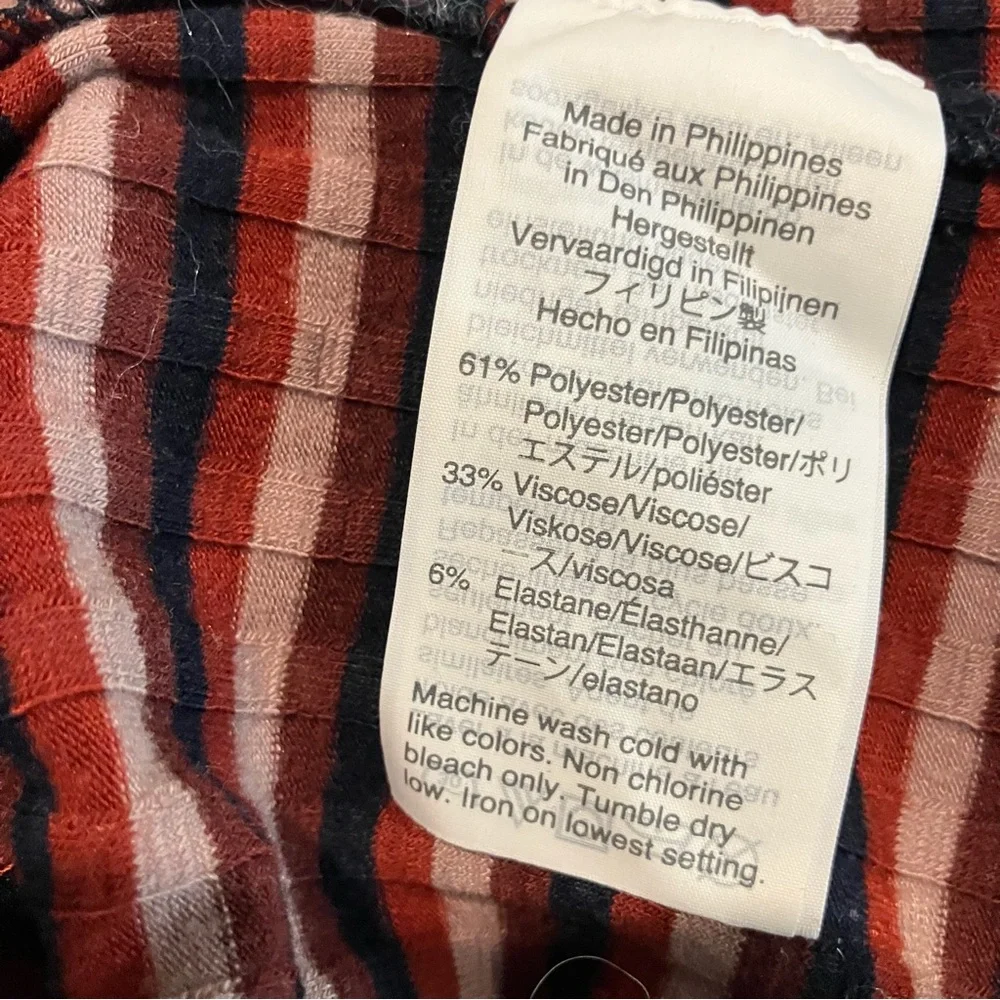 Made in Philippines
Fabriqué aux Philippines
in Den Philippinen
Hergestellt
Vervaardigd in Filipijnen
フィリピン製
Hecho en Filipinas
61% Polyester/Polyester/
Polyester/Polyester/ポリ
エステル/poliéster
33% Viscose/Viscose/
Viskose/Viscose/ビスコ
ース/viscosa
6% Elastane/Élasthanne/
Elastan/Elastaan/エラス
テーン/elastano
Machine wash cold with
like colors. Non chlorine
bleach only. Tumble dry
low. Iron on lowest setting.